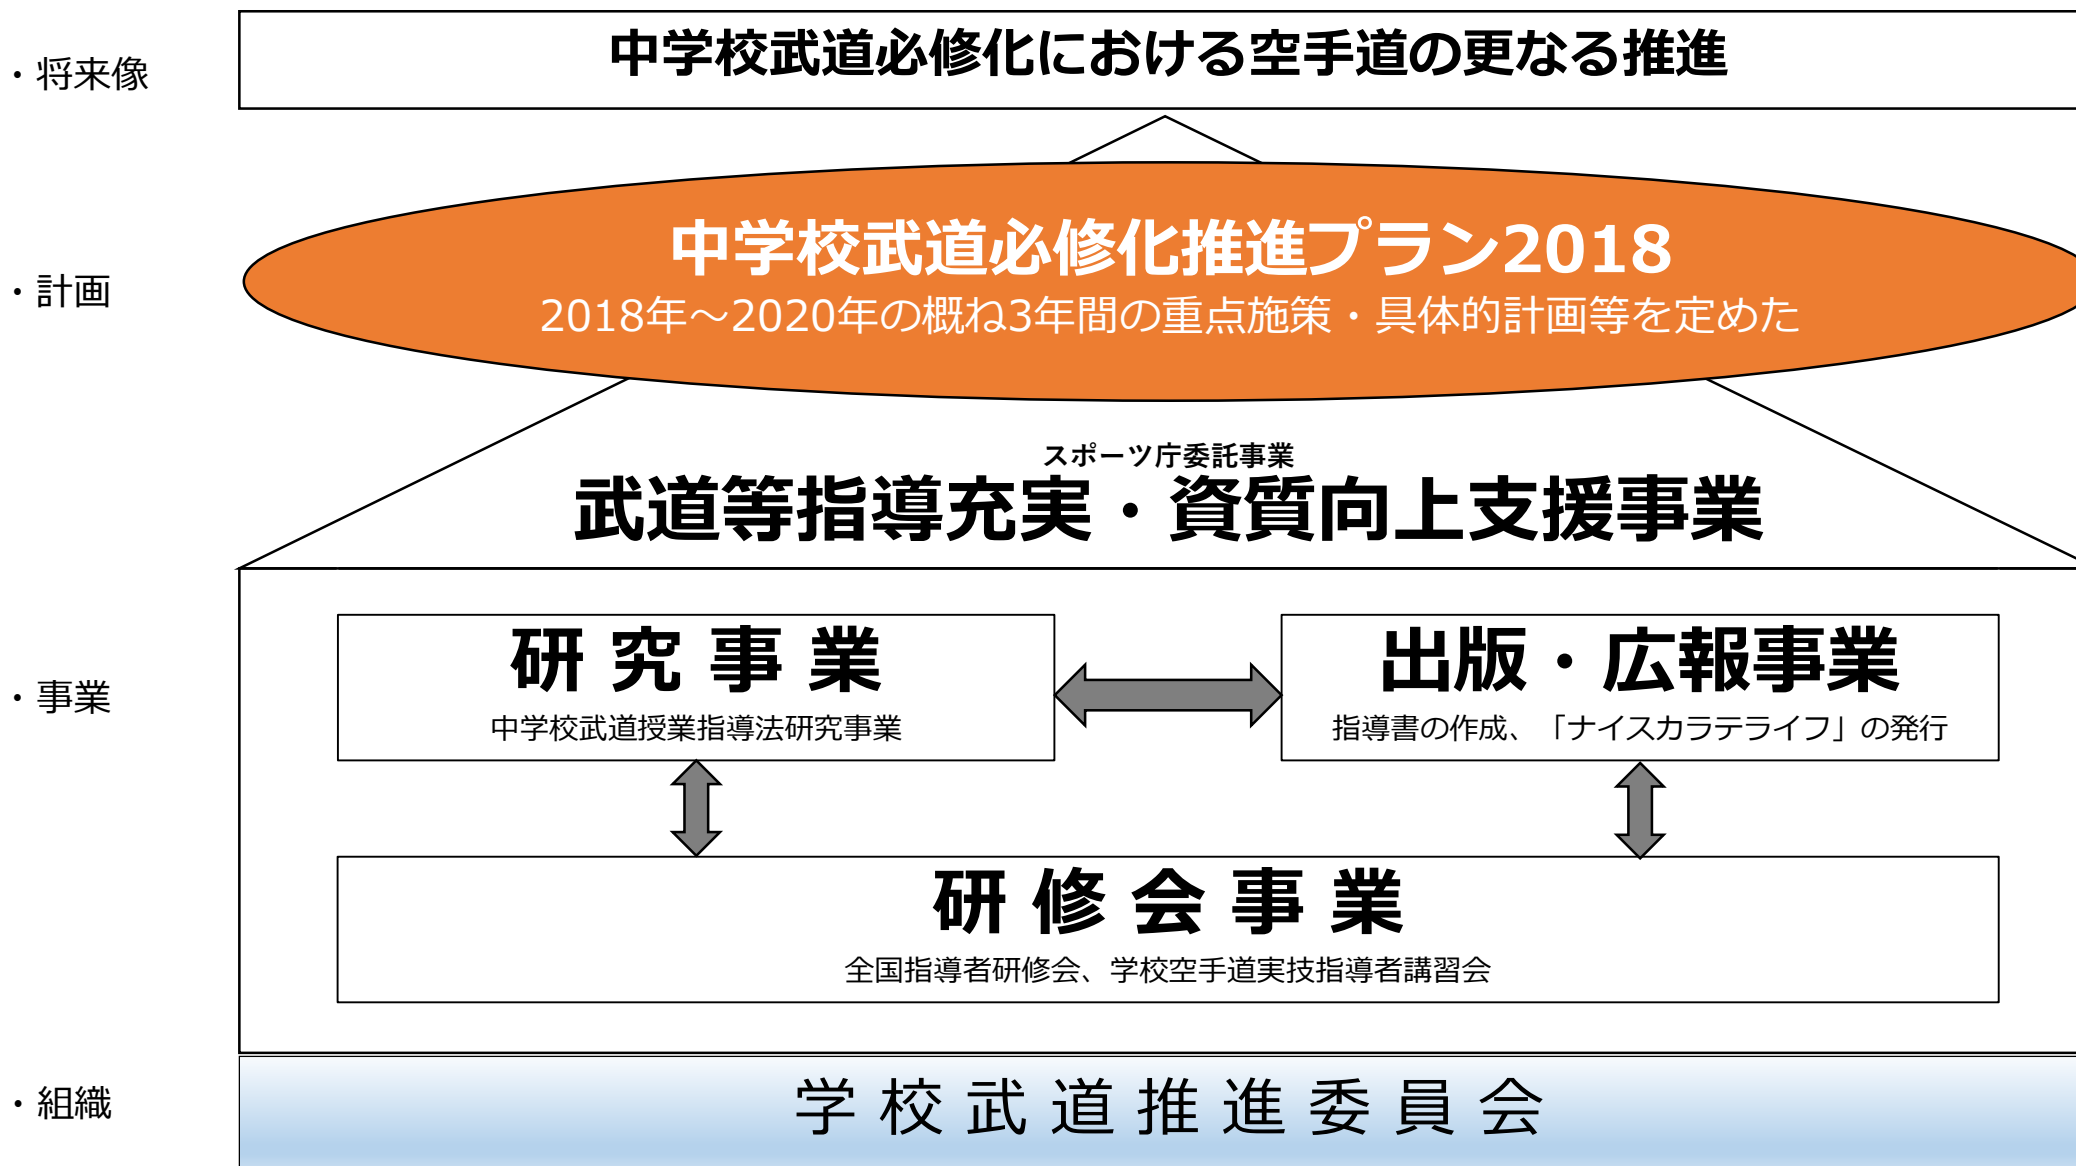 ・将来像
中学校武道必修化における空手道の更なる推進
・計画
中学校武道必修化推進プラン2018
2018年～2020年の概ね3年間の重点施策・具体的計画等を定めた
スポーツ庁委託事業
武道等指導充実・資質向上支援事業
・事業
研究事業
中学校武道授業指導法研究事業
出版・広報事業
指導書の作成、「ナイスカラテライフ」の発行
研修会事業
全国指導者研修会、学校空手道実技指導者講習会
・組織
学校武道推進委員会